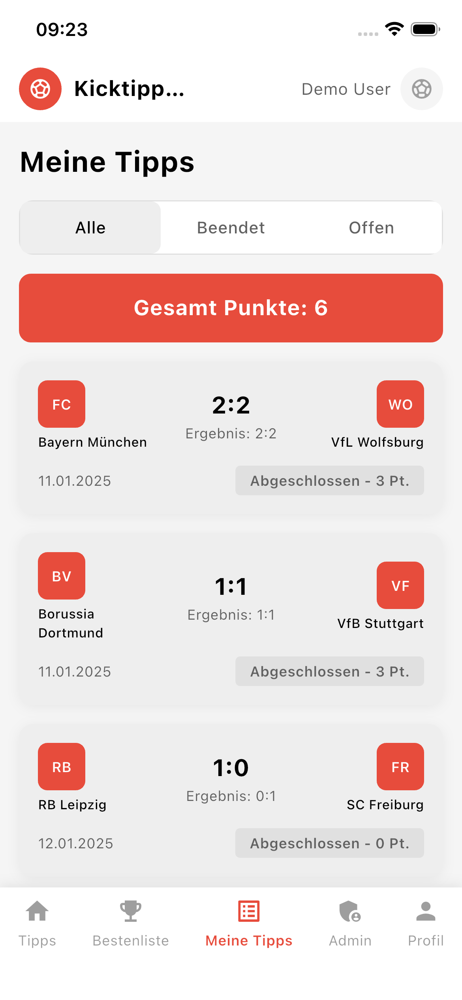 09:23
Kicktipp...
Demo User
Meine Tipps
Alle
Beendet
Offen
Gesamt Punkte: 6
FC
2:2
WO
Ergebnis: 2:2
Bayern München
VfL Wolfsburg
11.01.2025
Abgeschlossen - 3 Pt.
BV
1:1
VF
Borussia
Dortmund
Ergebnis: 1:1
VfB Stuttgart
11.01.2025
Abgeschlossen - 3 Pt.
RB
1:0
FR
Ergebnis: 0:1
RB Leipzig
SC Freiburg
12.01.2025
Abgeschlossen - 0 Pt.
Tipps
Bestenliste
Meine Tipps
Admin
Profil